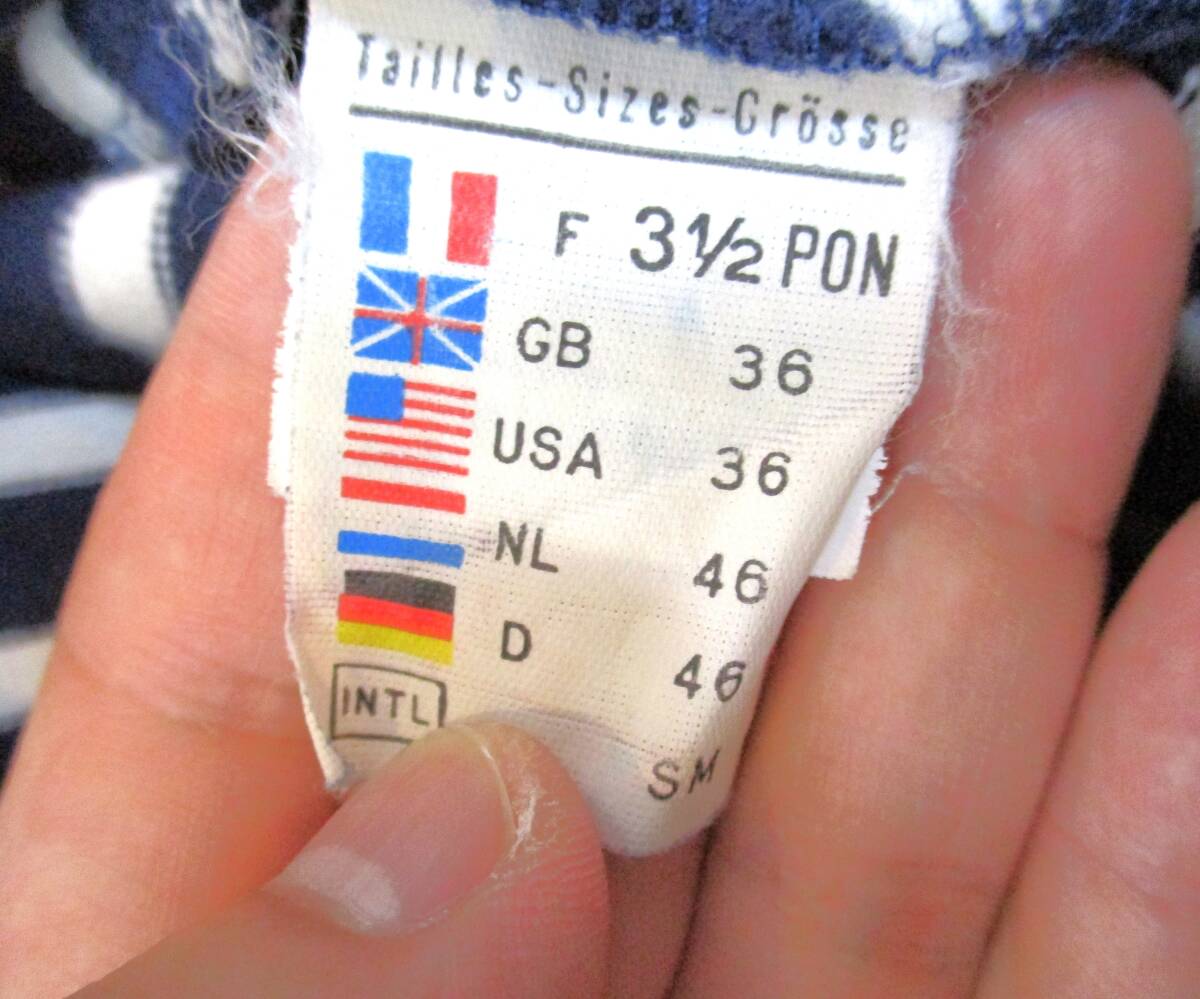 Tailles-Sizes-Grösse
F 3½ PON
GB 36
USA 36
NL 46
D 46
INTL SM